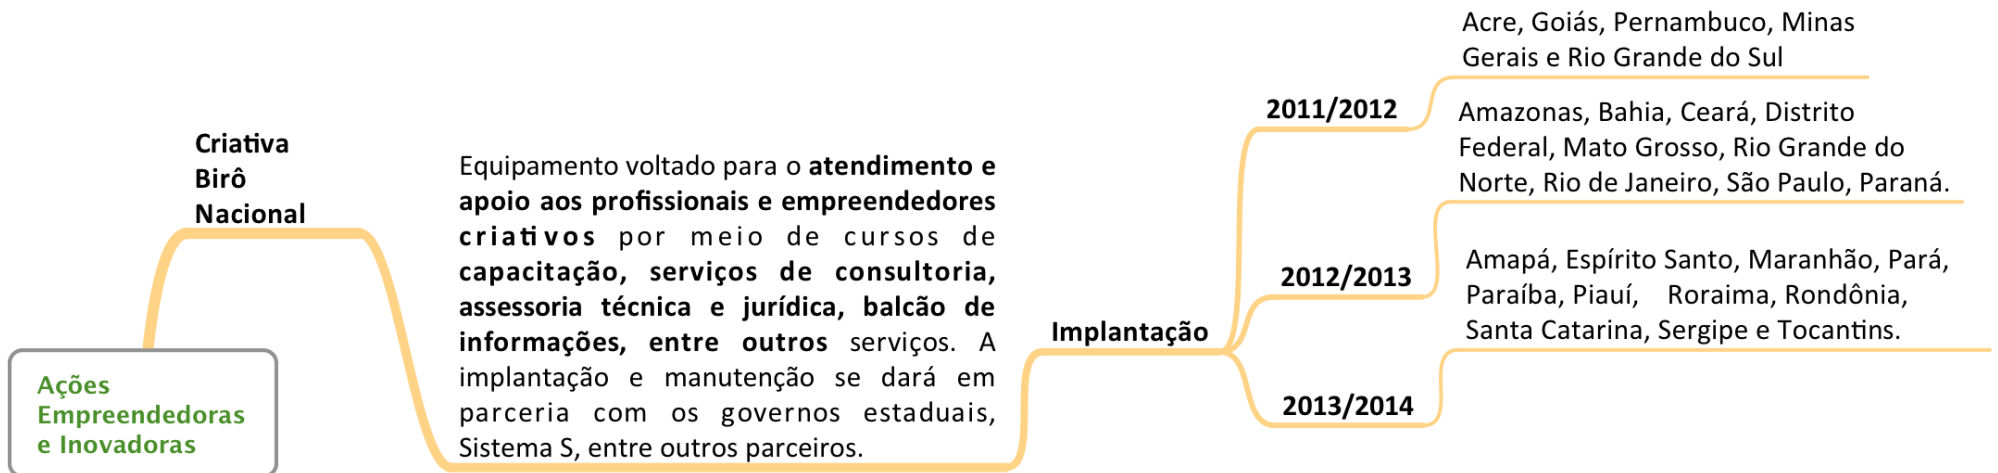 Ações
Empreendedoras
e Inovadoras
Criativa
Birô
Nacional
Equipamento voltado para o atendimento e
apoio aos profissionais e empreendedores
criativos por meio de cursos de
capacitação, serviços de consultoria,
assessoria técnica e jurídica, balcão de
informações, entre outros serviços. A
implantação e manutenção se dará em
parceria com os governos estaduais,
Sistema S, entre outros parceiros.
Implantação
2011/2012
Acre, Goiás, Pernambuco, Minas
Gerais e Rio Grande do Sul
2012/2013
Amazonas, Bahia, Ceará, Distrito
Federal, Mato Grosso, Rio Grande do
Norte, Rio de Janeiro, São Paulo, Paraná.
2013/2014
Amapá, Espírito Santo, Maranhão, Pará,
Paraíba, Piauí, Roraima, Rondônia,
Santa Catarina, Sergipe e Tocantins.